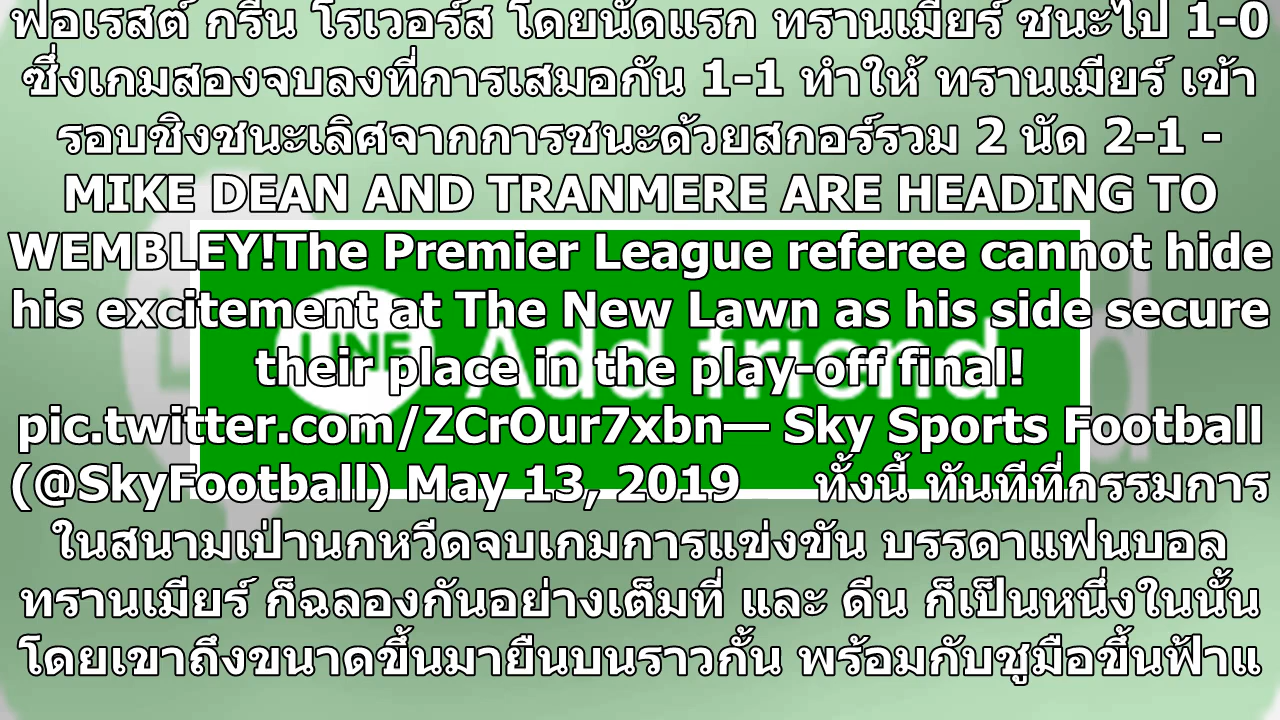 ฟอเรสต์ กรีน โรเวอร์ส โดยนัดแรก ทรานเมียร์ ชนะไป 1-0
ซึ่งเกมสองจบลงที่การเสมอกัน 1-1 ทำให้ ทรานเมียร์ เข้า
รอบชิงชนะเลิศจากการชนะด้วยสกอร์รวม 2 นัด 2-1 -
MIKE DEAN AND TRANMERE ARE HEADING TO
WEMBLEY!The Premier League referee cannot hide
his excitement at The New Lawn as his side secure
their place in the play-off final!
pic.twitter.com/ZCrOur7xbn— Sky Sports Football
(@SkyFootball) May 13, 2019 ทั้งนี้ ทันทีที่กรรมการ
ในสนามเป่านกหวีดจบเกมการแข่งขัน บรรดาแฟนบอล
ทรานเมียร์ ก็ฉลองกันอย่างเต็มที่ และ ดีน ก็เป็นหนึ่งในนั้น
โดยเขาถึงขนาดขึ้นมายืนบนราวกั้น พร้อมกับชูมือขึ้นฟ้าแ
LINE Add friend